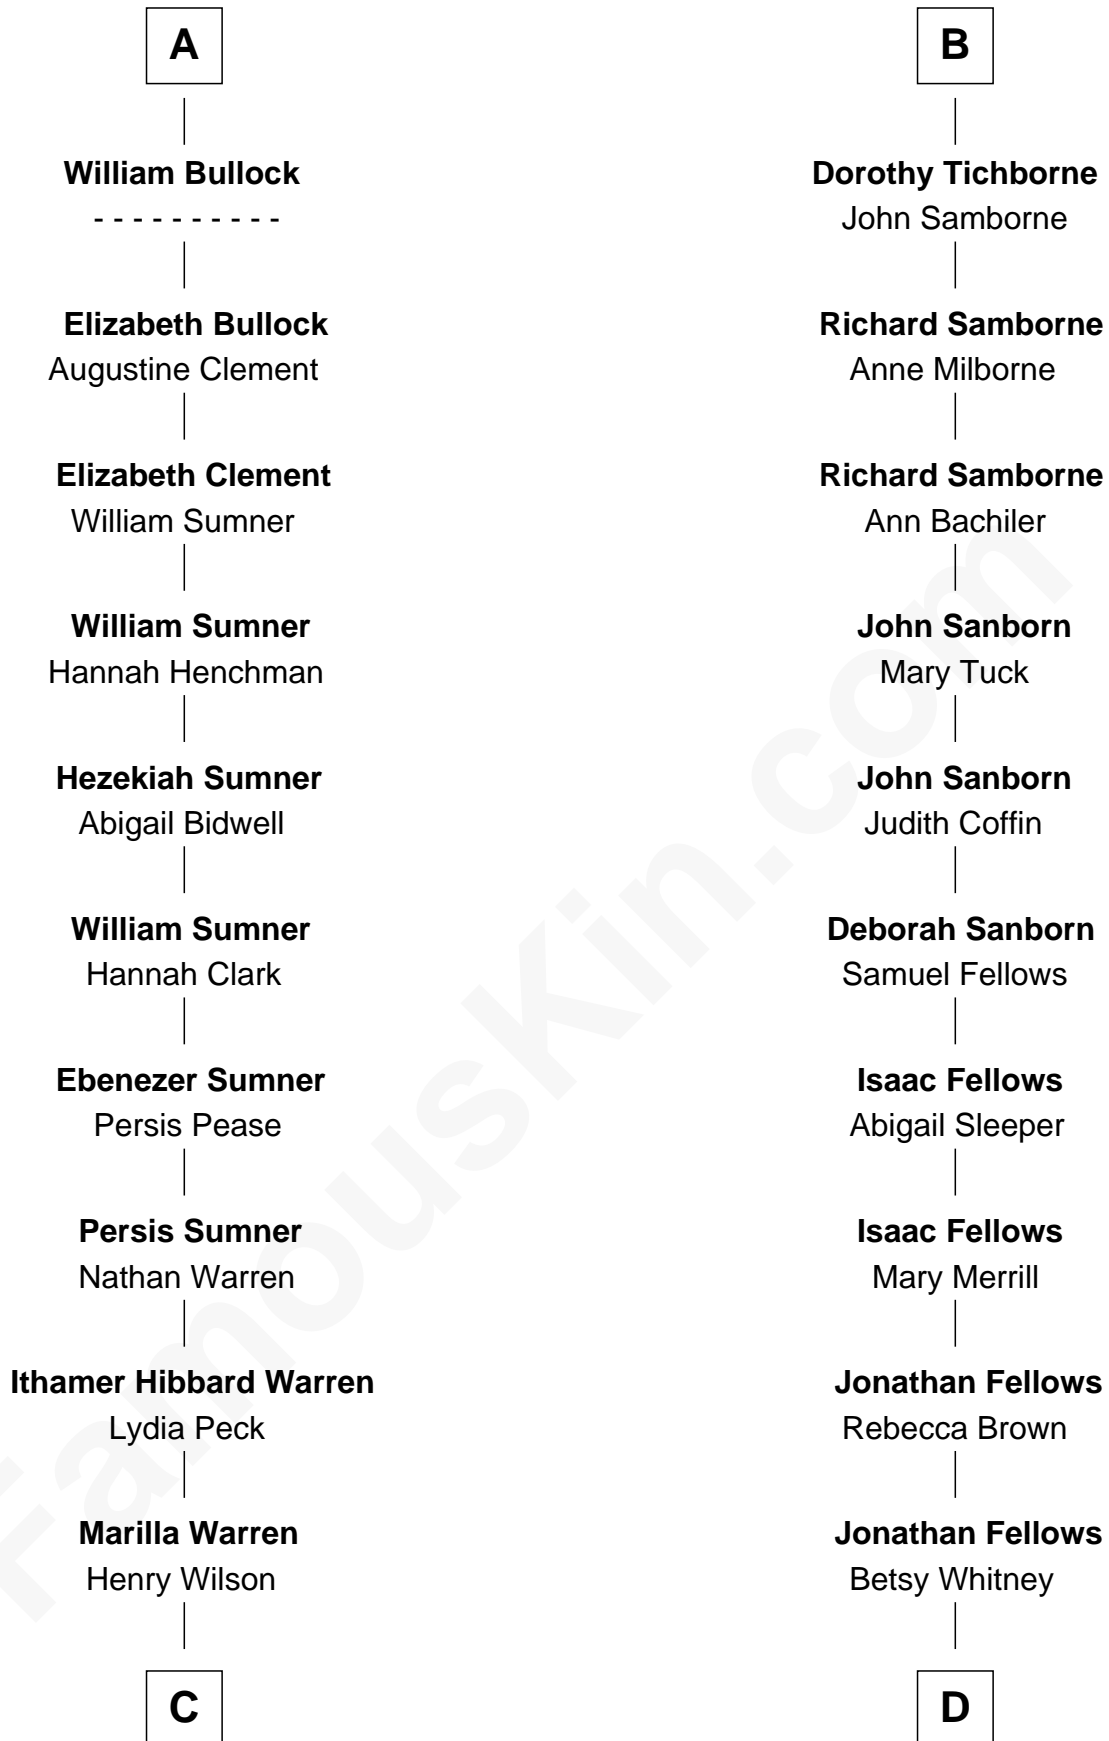 A
William Bullock
- - - - - - - - - -
Elizabeth Bullock
Augustine Clement
Elizabeth Clement
William Sumner
William Sumner
Hannah Henchman
Hezekiah Sumner
Abigail Bidwell
William Sumner
Hannah Clark
Ebenezer Sumner
Persis Pease
Persis Sumner
Nathan Warren
Ithamer Hibbard Warren
Lydia Peck
Marilla Warren
Henry Wilson
C
B
Dorothy Tichborne
John Samborne
Richard Samborne
Anne Milborne
Richard Samborne
Ann Bachiler
John Sanborn
Mary Tuck
John Sanborn
Judith Coffin
Deborah Sanborn
Samuel Fellows
Isaac Fellows
Abigail Sleeper
Isaac Fellows
Mary Merrill
Jonathan Fellows
Rebecca Brown
Jonathan Fellows
Betsy Whitney
D
FamousKin.com